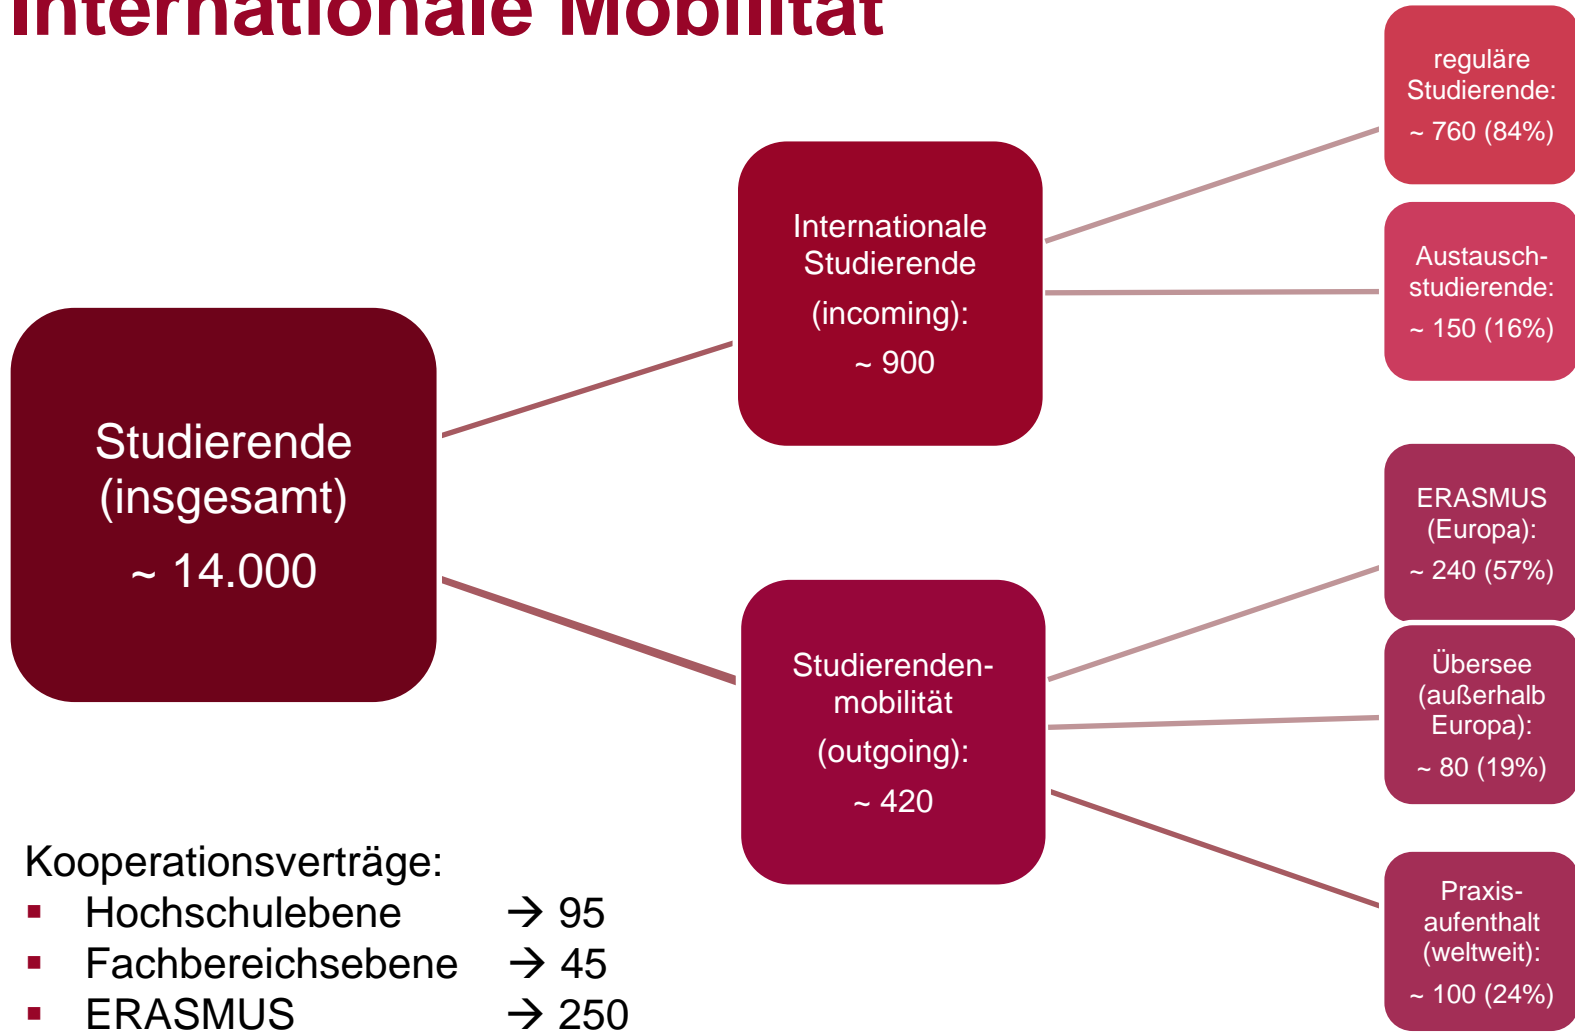 Internationale Mobilität
Studierende
(insgesamt)
~ 14.000
Internationale
Studierende
(incoming):
~ 900
reguläre
Studierende:
~ 760 (84%)
Austausch-
studierende:
~ 150 (16%)
Studierenden-
mobilität
(outgoing):
~ 420
ERASMUS
(Europa):
~ 240 (57%)
Übersee
(außerhalb
Europa):
~ 80 (19%)
Praxis-
aufenthalt
(weltweit):
~ 100 (24%)
Kooperationsverträge:
▪ Hochschulebene → 95
▪ Fachbereichsebene → 45
▪ ERASMUS → 250